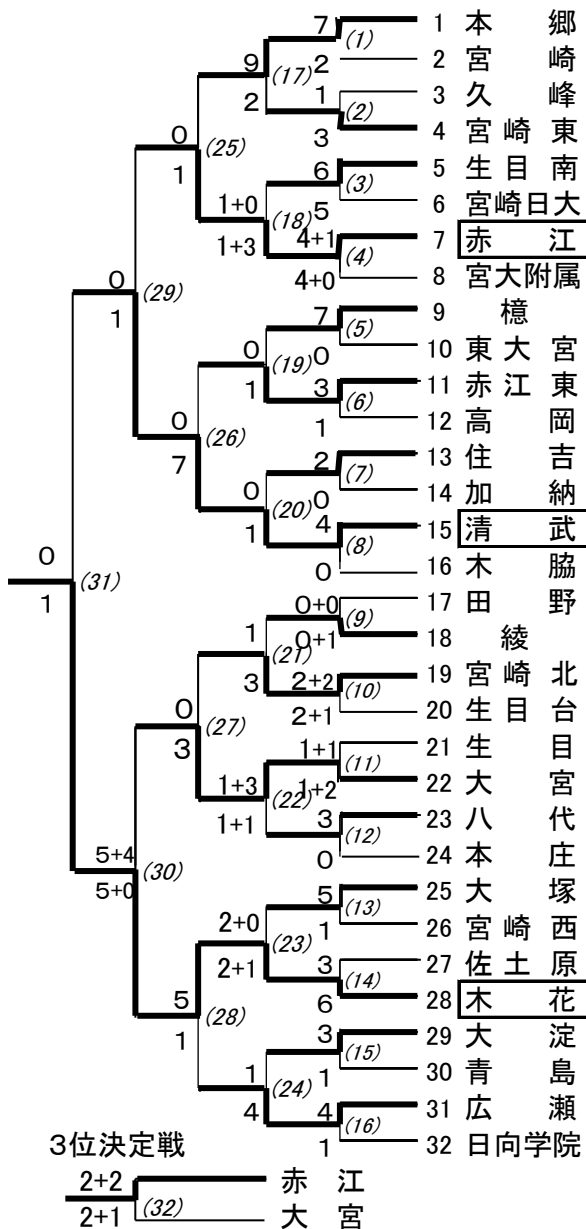 7 (1) 1 本郷
9 (17) 2 2 宮崎
2 1 (2) 3 久峰
3 4 宮崎東
0 (25)
1 6 (3) 5 生目南
1+0 (18) 5 6 宮崎日大
1+3 4+1 (4) 7 赤江
4+0 8 宮大附属
0 (29)
1 7 (5) 9 檍
0 (19) 0 10 東大宮
1 3 (6) 11 赤江東
1 12 高岡
0 (26)
7 2 (7) 13 住吉
0 (20) 0 14 加納
1 4 (8) 15 清武
0 16 木脇
0 (31)
1
0+0 (9) 17 田野
1 (21) 0+1 18 綾
3 2+2 (10) 19 宮崎北
2+1 20 生目台
0 (27)
3 1+1 (11) 21 生目
1+3 (22) 1+2 22 大宮
1+1 3 (12) 23 八代
0 24 本庄
5+4 (30)
5+0
5 (13) 25 大塚
2+0 (23) 1 26 宮崎西
2+1 3 (14) 27 佐土原
6 28 木花
5 (28)
1 3 (15) 29 大淀
1 (24) 1 30 青島
4 4 (16) 31 広瀬
1 32 日向学院
3位決定戦
2+2 (32) 赤江
2+1 大宮